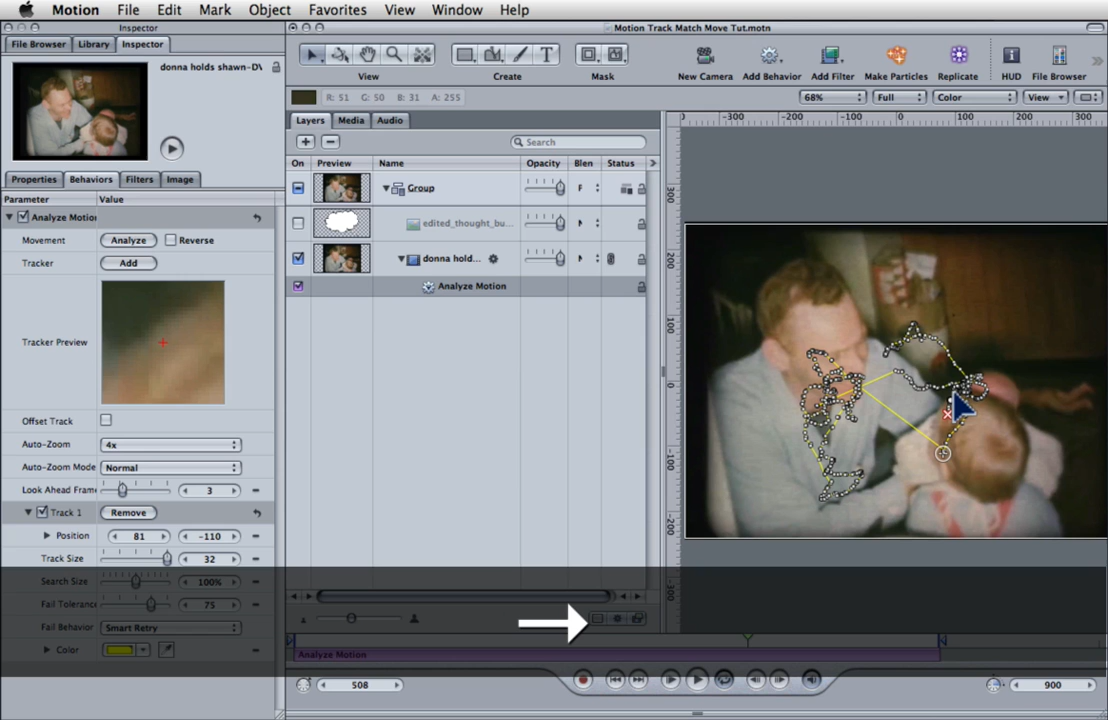 Motion File Edit Mark Object Favorites View Window Help
Inspector
Motion Track Match Move Tut.motn
File Browser Library Inspector
donna holds shawn-DV
View Create Mask New Camera Add Behavior Add Filter Make Particles Replicate HUD File Browser
R: 51 G: 50 B: 31 A: 255
68% Full Color View
Layers Media Audio
Search
On Preview Name Opacity Blen Status
Properties Behaviors Filters Image
Parameter Value
Group
F
Analyze Motion
edited_thought_bu...
Movement Analyze Reverse
donna hold...
Tracker Add
Analyze Motion
Tracker Preview
Offset Track
Auto-Zoom 4x
Auto-Zoom Mode Normal
Look Ahead Frame 3
Track 1 Remove
Position 81 -110
Track Size 32
Search Size 100%
Fail Tolerance 75
Fail Behavior Smart Retry
Color
Analyze Motion
508
900
-300 -200 -100 0 100 200 300
300
200
100
0
-100
-200
-300